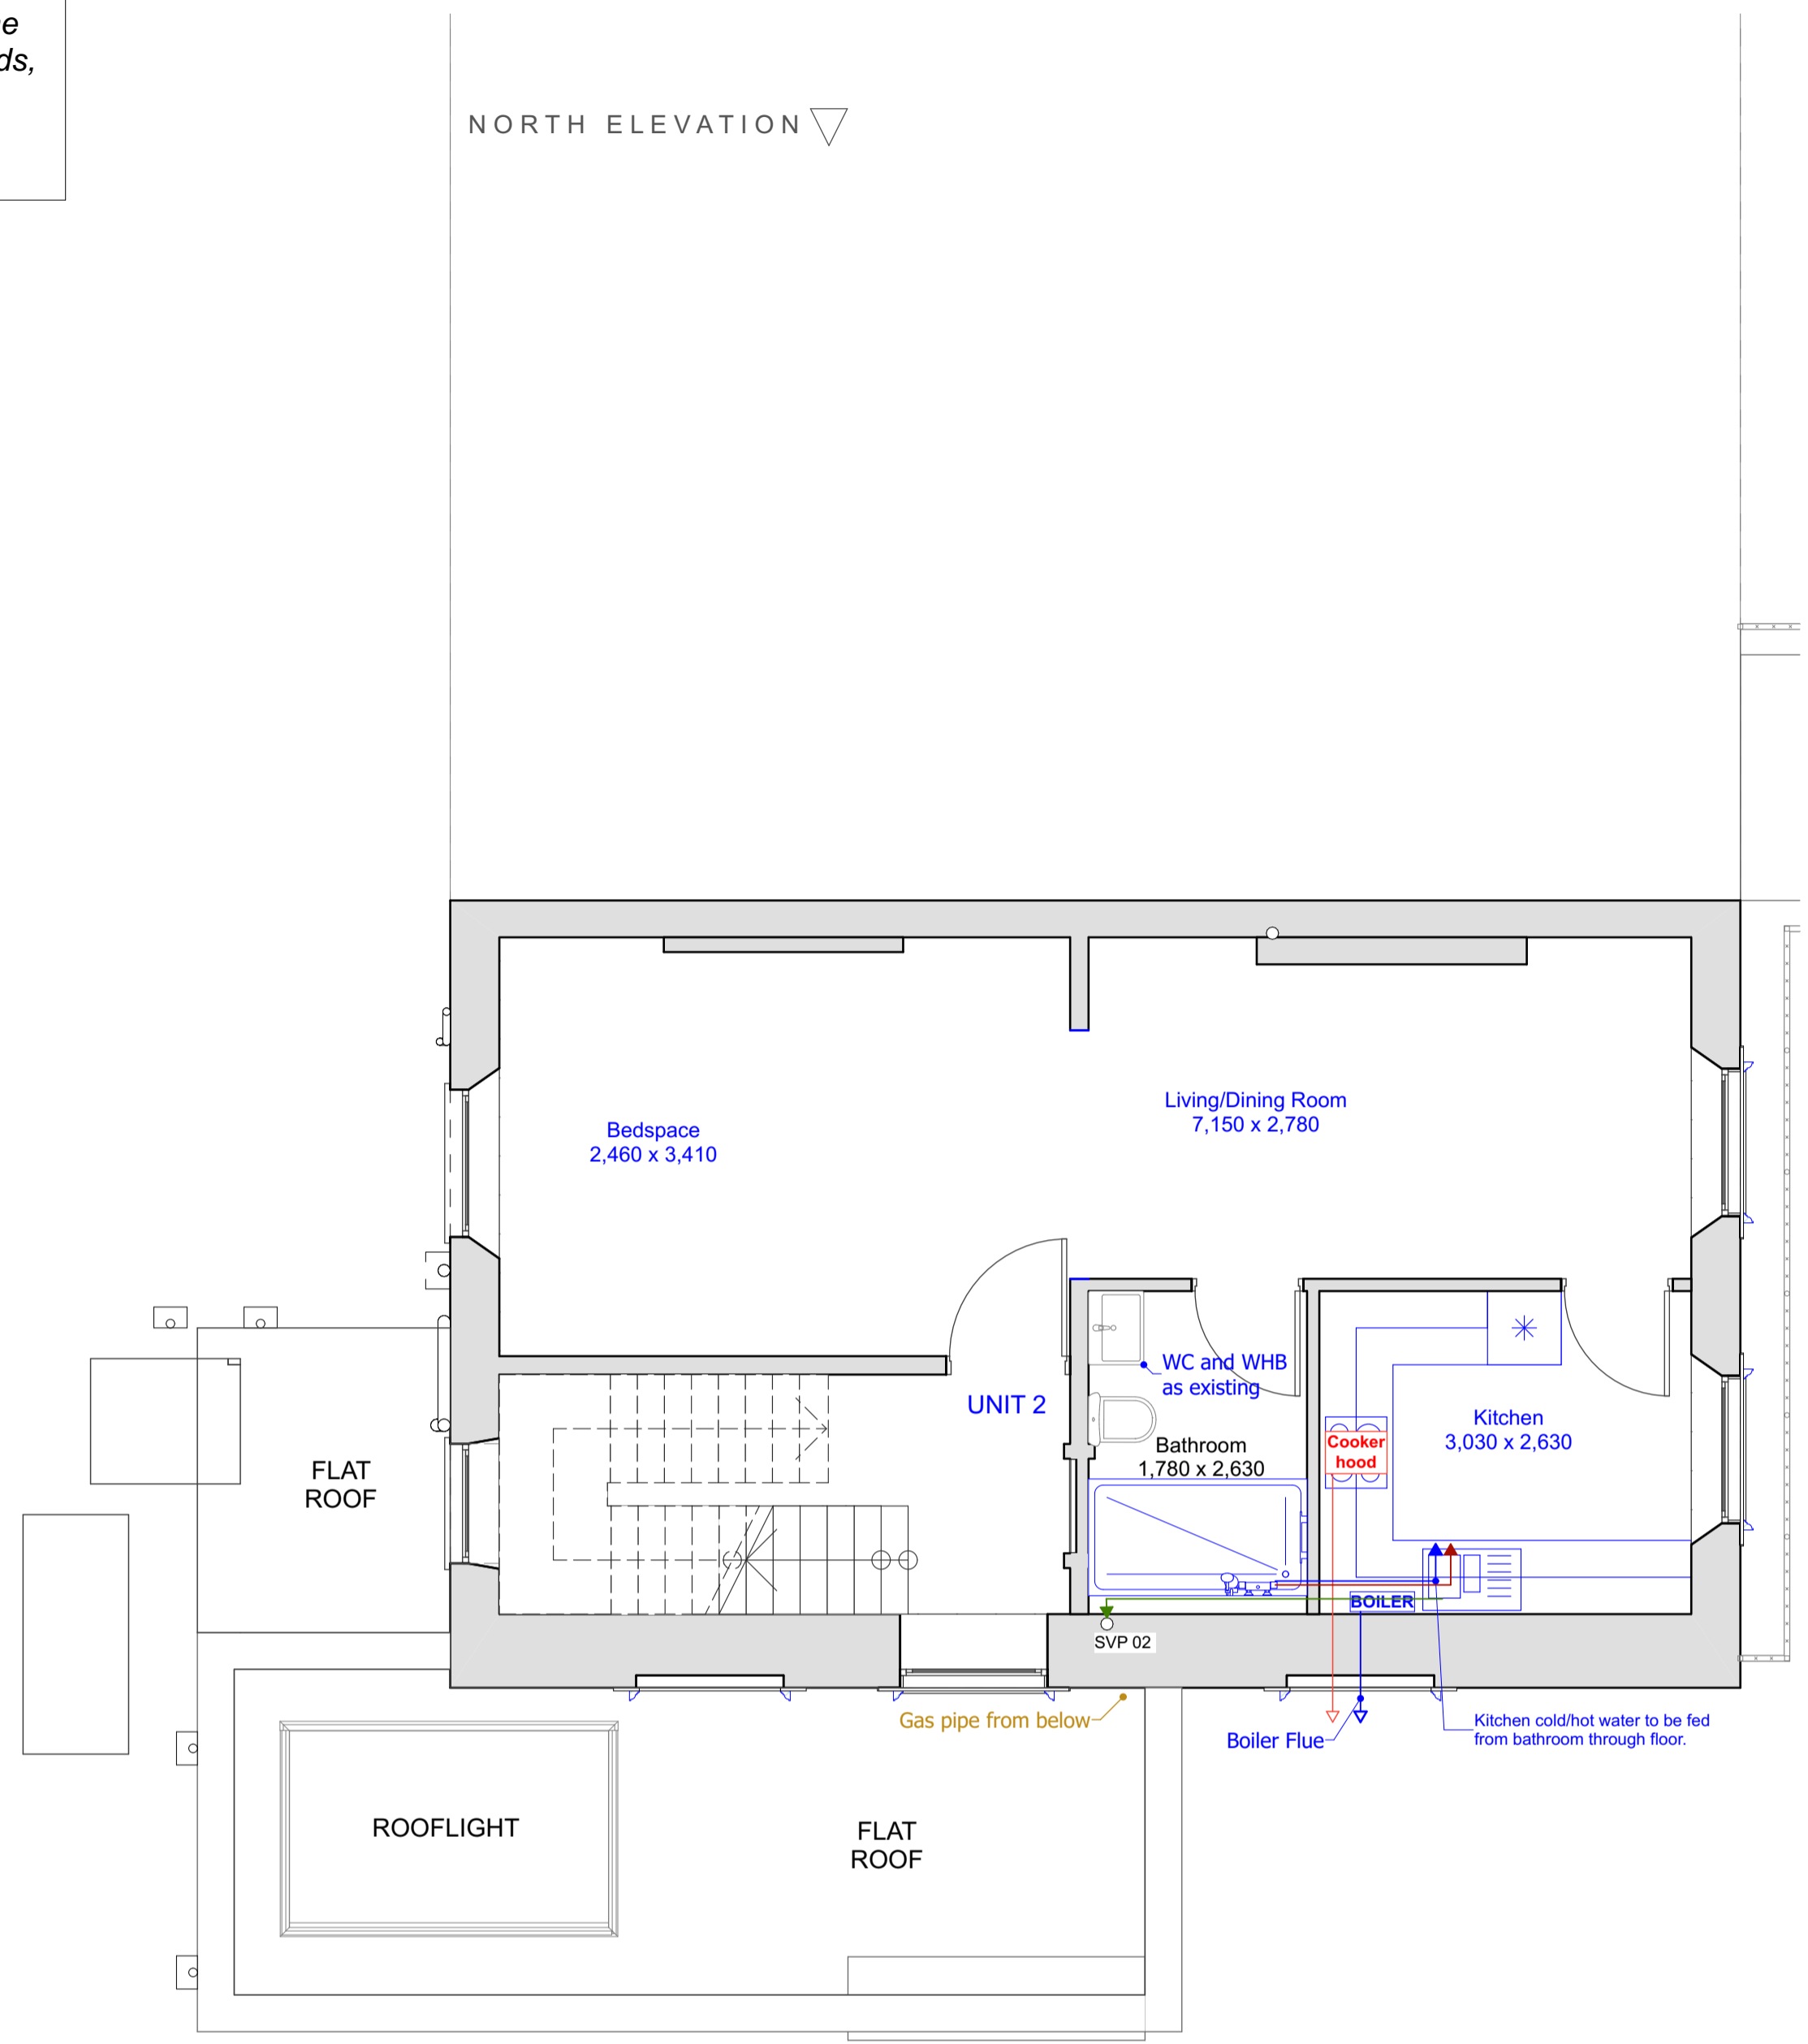 ds,
NORTH ELEVATION
Living/Dining Room
7,150 x 2,780
Bedspace
2,460 x 3,410
WC and WHB
as existing
UNIT 2
Kitchen
3,030 x 2,630
Cooker
hood
Bathroom
1,780 x 2,630
FLAT
ROOF
BOILER
SVP 02
Gas pipe from below
Boiler Flue
Kitchen cold/hot water to be fed
from bathroom through floor.
ROOFLIGHT
FLAT
ROOF